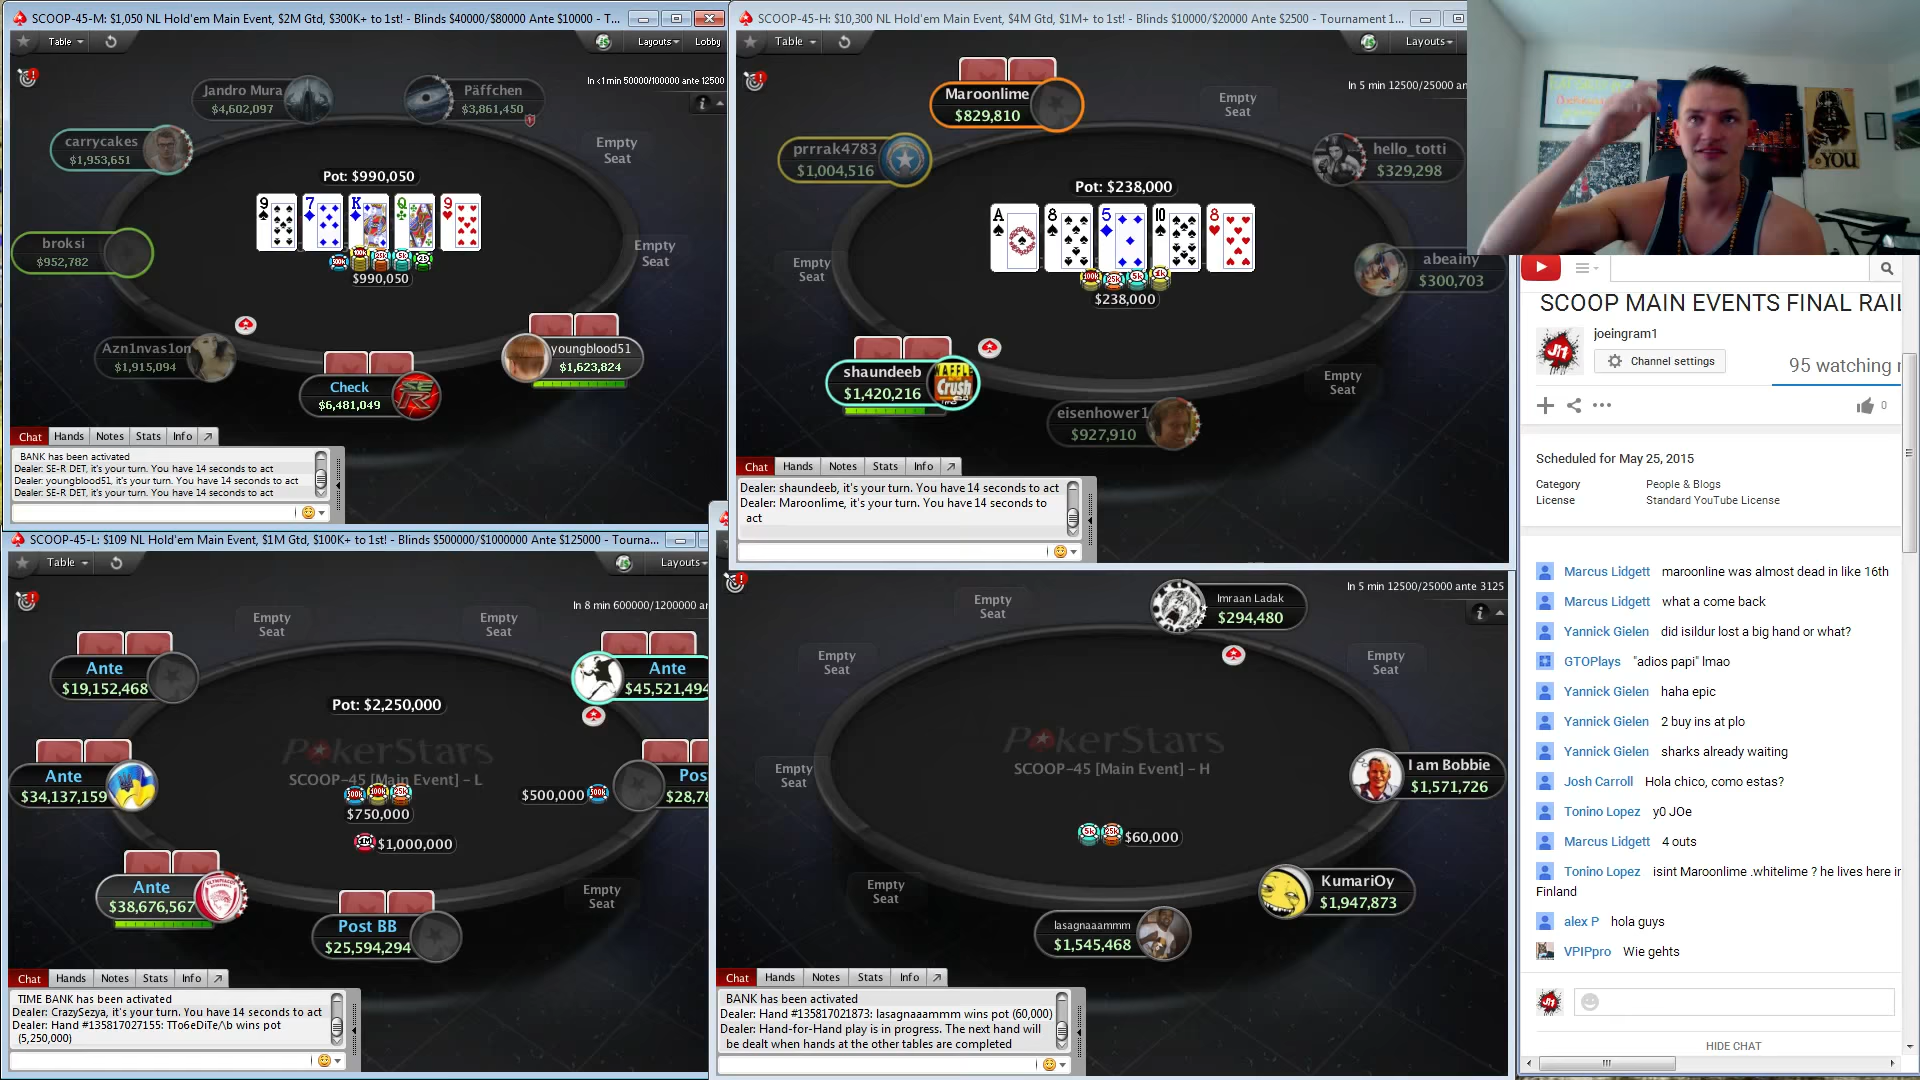 SCOOP-45-M: $1,050 NL Hold'em Main Event, $2M Gtd, $300K+ to 1st! - Blinds $40000/$80000 Ante $10000 - T...
Table
Layouts
Lobby
In <1 min 50000/100000 ante 12500
Jandro Mura
$4,602,097
Päffchen
$3,861,450
carrycakes
$1,953,651
Empty
Seat
Pot: $990,050
9 7 K Q 9
broksi
$952,782
Empty
Seat
$990,050
Azn1nvas1on
$1,915,094
youngblood51
$1,623,824
Check
$6,481,049
Chat Hands Notes Stats Info
BANK has been activated
Dealer: SE-R DET, it's your turn. You have 14 seconds to act
Dealer: youngblood51, it's your turn. You have 14 seconds to act
Dealer: SE-R DET, it's your turn. You have 14 seconds to act
SCOOP-45-H: $10,300 NL Hold'em Main Event, $4M Gtd, $1M+ to 1st! - Blinds $10000/$20000 Ante $2500 - Tournament 1...
Table
Layouts
In 5 min 12500/25000 an
Maroonlime
$829,810
Empty
Seat
prrrak4783
$1,004,516
hello_totti
$329,298
Pot: $238,000
A 8 5 10 8
Empty
Seat
abeainy
$300,703
$238,000
shaundeeb
$1,420,216
WAFFLE
Crush
Empty
Seat
eisenhower1
$927,910
Chat Hands Notes Stats Info
Dealer: shaundeeb, it's your turn. You have 14 seconds to act
Dealer: Maroonlime, it's your turn. You have 14 seconds to
act
SCOOP-45-L: $109 NL Hold'em Main Event, $1M Gtd, $100K+ to 1st! - Blinds $500000/$1000000 Ante $125000 - Tourna...
Table
Layouts
In 8 min 600000/1200000 an
Empty
Seat
Empty
Seat
Ante
$19,152,468
Ante
$45,521,494
Pot: $2,250,000
PokerStars
SCOOP-45 [Main Event] - L
Ante
$34,137,159
Pos
$28,78
$500,000
$750,000
$1,000,000
Ante
$38,676,567
Empty
Seat
Post BB
$25,594,294
Chat Hands Notes Stats Info
TIME BANK has been activated
Dealer: CrazySezya, it's your turn. You have 14 seconds to act
Dealer: Hand #135817027155: TTo6eDiTe/\b wins pot
(5,250,000)
In 5 min 12500/25000 ante 3125
Empty
Seat
Imraan Ladak
$294,480
Empty
Seat
Empty
Seat
PokerStars
SCOOP-45 [Main Event] - H
Empty
Seat
I am Bobbie
$1,571,726
$60,000
Empty
Seat
KumariOy
$1,947,873
lasagnaaammm
$1,545,468
Chat Hands Notes Stats Info
BANK has been activated
Dealer: Hand #135817021873: lasagnaaammm wins pot (60,000)
Dealer: Hand-for-Hand play is in progress. The next hand will
be dealt when hands at the other tables are completed
YOU
SCOOP MAIN EVENTS FINAL RAIL
joeingram1
Channel settings
95 watching
0
Scheduled for May 25, 2015
Category People & Blogs
License Standard YouTube License
Marcus Lidgett maroonline was almost dead in like 16th
Marcus Lidgett what a come back
Yannick Gielen did isildur lost a big hand or what?
GTOPlays "adios papi" lmao
Yannick Gielen haha epic
Yannick Gielen 2 buy ins at plo
Yannick Gielen sharks already waiting
Josh Carroll Hola chico, como estas?
Tonino Lopez y0 JOe
Marcus Lidgett 4 outs
Tonino Lopez isint Maroonlime .whitelime ? he lives here in
Finland
alex P hola guys
VPIPpro Wie gehts
HIDE CHAT